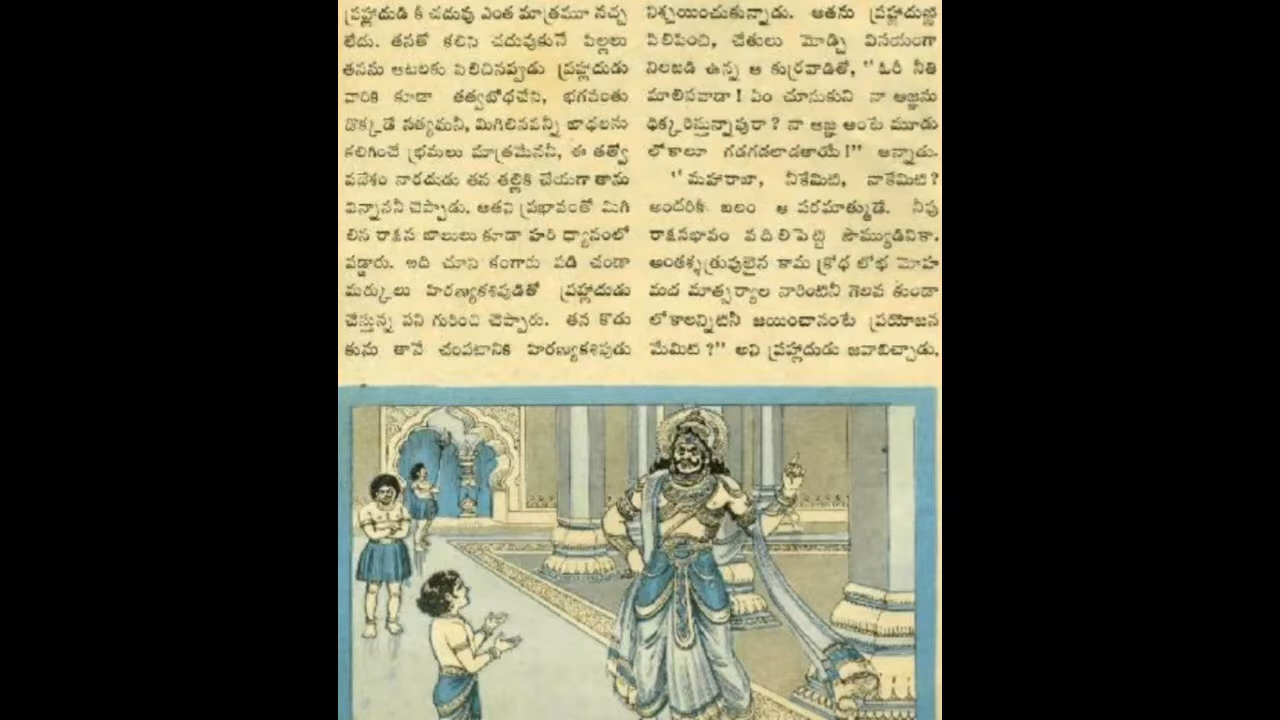 ప్రహ్లాదుడి కీ చదువు ఎంత మాత్రమూ నచ్చ
లేదు. తనతో కలిసి చదువుకునే పిల్లలు
తనను ఆటలకు పిలిచినప్పుడు ప్రహ్లాదుడు
వారికి కూడా తత్వబోధచేసి, భగవంతు
డొక్కడే సత్యమనీ, మిగిలినవన్నీ బాధలను
కలిగించే భ్రమలు మాత్రమేననీ, ఈ తత్వో
పదేశం నారదుడు తన తల్లికి చేయగా తాను
విన్నాననీ చెప్పాడు. అతని ప్రభావంతో మిగి
లిన రాక్షస బాలులు కూడా హరి ధ్యానంలో
పడ్డారు. అది చూసి కంగారు పడి చండా
మర్కులు హిరణ్యకశిపుడితో ప్రహ్లాదుడు
చేస్తున్న పని గురించి చెప్పారు. తన కొడు
కును తానే చంపటానికి హిరణ్యకశిపుడు
నిశ్చయించుకున్నాడు. అతను ప్రహ్లాదుణ్ణి
పిలిపించి, చేతులు మోడ్చి వినయంగా
నిలబడి ఉన్న ఆ కుర్రవాడితో, "ఓరీ నీతి
మాలినవాడా! ఏం చూసుకుని నా ఆజ్ఞను
ధిక్కరిస్తున్నావురా? నా ఆజ్ఞ అంటే మూడు
లోకాలూ గడగడలాడతాయే!" అన్నాడు.
"మహారాజా, నీకేమిటి, నాకేమిటి?
అందరికీ బలం ఆ పరమాత్ముడే. నీవు
రాక్షసభావం వదిలిపెట్టి సౌమ్యుడివికా.
అంతశ్శత్రువులైన కామ క్రోధ లోభ మోహ
మద మాత్సర్యాల నారింటినీ గెలవ కుండా
లోకాలన్నిటినీ జయించానంటే ప్రయోజన
మేమిటి?" అని ప్రహ్లాదుడు జవాబిచ్చాడు.